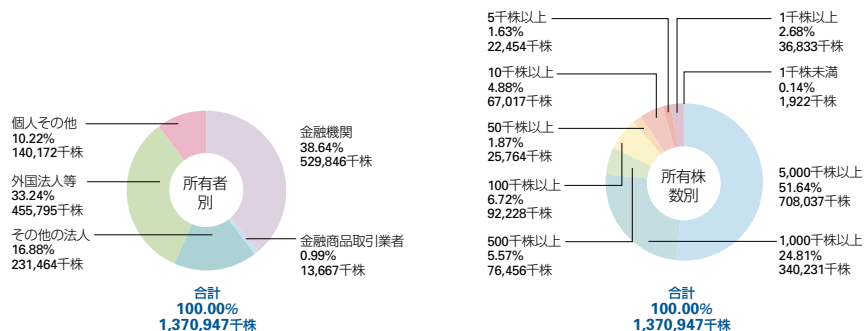 個人その他
10.22%
140,172千株
外国法人等
33.24%
455,795千株
その他の法人
16.88%
231,464千株
所有者
別
金融機関
38.64%
529,846千株
金融商品取引業者
0.99%
13,667千株
合計
100.00%
1,370,947千株
5千株以上
1.63%
22,454千株
10千株以上
4.88%
67,017千株
50千株以上
1.87%
25,764千株
100千株以上
6.72%
92,228千株
500千株以上
5.57%
76,456千株
所有株
数別
1千株以上
2.68%
36,833千株
1千株未満
0.14%
1,922千株
5,000千株以上
51.64%
708,037千株
1,000千株以上
24.81%
340,231千株
合計
100.00%
1,370,947千株